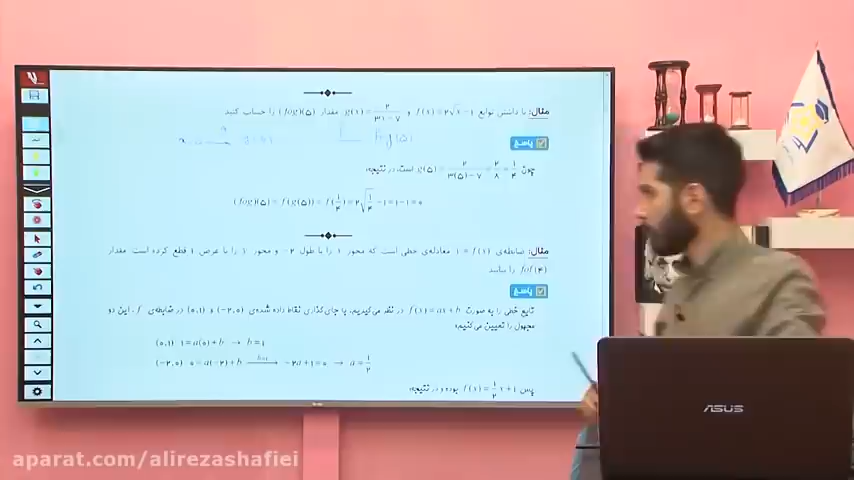 مثال: با داشتن توابع f(x)=۲√x−۱ و g(x)=۲/(۳x−۷) مقدار (fog)(۵) را حساب کنید
fog(۵)
پاسخ
چون g(۵)=۲/(۳(۵)−۷)=۲/۸=۱/۴ است، در نتیجه:
(fog)(۵)=f(g(۵))=f(۱/۴)=۲√(۱/۴)−۱=۱−۱=۰
مثال: ضابطه‌ی معادله‌ی خطی است که محور را با طول ۲− و محور را با عرض ۱ قطع کرده است. مقدار
را بیابید
پاسخ
تابع خطی را به صورت f(x)=ax+b در نظر می‌گیریم. با جای‌گذاری نقاط داده شده‌ی (−۲,۰) و (۰,۱) در ضابطه‌ی f، این دو
مجهول را تعیین می‌کنیم:
(۰,۱) ۱=a(۰)+b → b=۱
(−۲,۰) ۰=a(−۲)+b —b=۱→ −۲a+۱=۰ → a=۱/۲
پس f(x)=۱/۲x+۱ بوده و در نتیجه:
ASUS
aparat.com/alirezashafiei